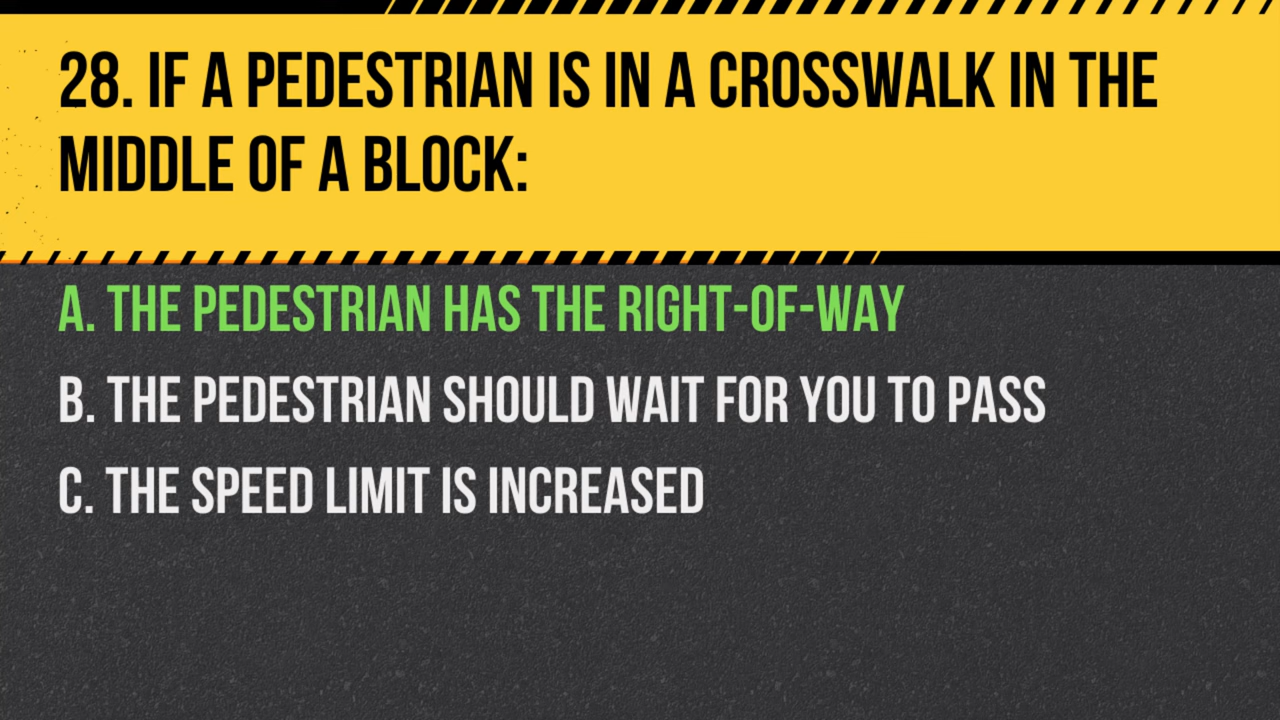 28. IF A PEDESTRIAN IS IN A CROSSWALK IN THE
MIDDLE OF A BLOCK:
A. THE PEDESTRIAN HAS THE RIGHT-OF-WAY
B. THE PEDESTRIAN SHOULD WAIT FOR YOU TO PASS
C. THE SPEED LIMIT IS INCREASED